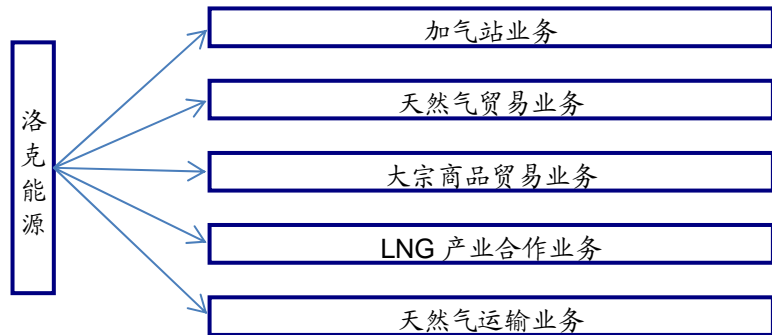 洛克能源
加气站业务
天然气贸易业务
大宗商品贸易业务
LNG 产业合作业务
天然气运输业务